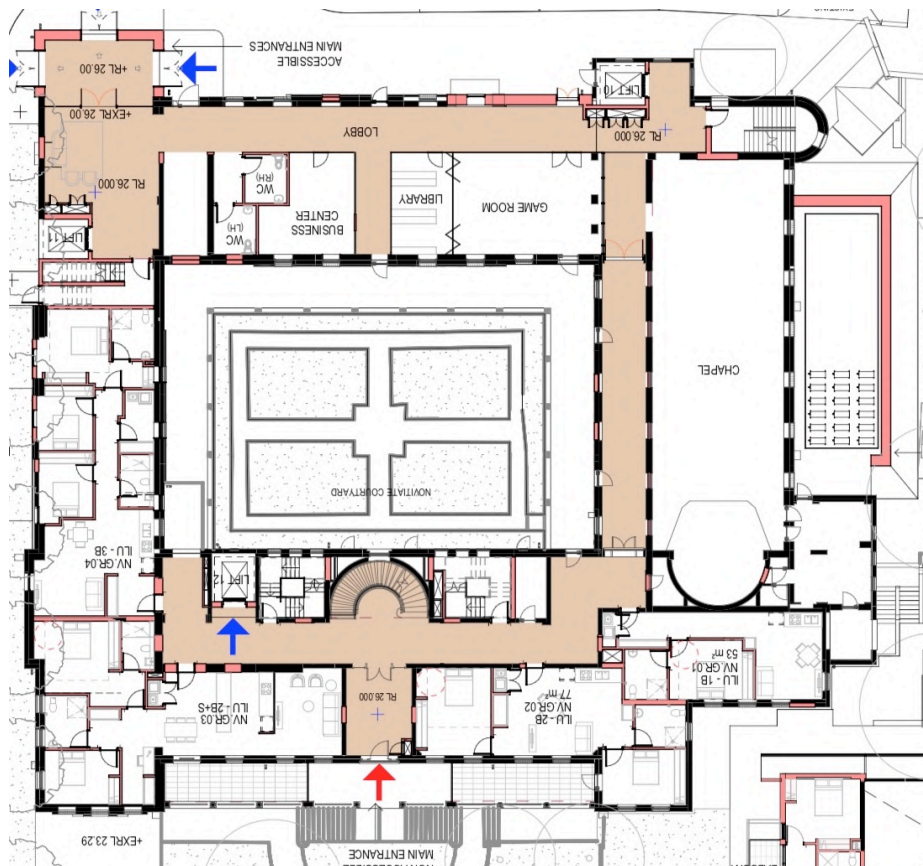 EXISTING
ACCESSIBLE
MAIN ENTRANCES
+RL 26.00
+EXRL 26.00
LIFT 10
LOBBY
RL 26.000
RL 26.000
WC
(RH)
WC
(LH)
BUSINESS
CENTER
LIBRARY
GAME ROOM
LIFT 11
CHAPEL
NOVITIATE COURTYARD
NV.GR.04
ILU - 3B
LIFT 12
ILU - 1B
NV.GR.01
53 m²
RL 26.000
NV.GR.03
ILU - 2B+S
ILU - 2B
NV.GR.02
77 m²
+EXRL 23.29
MAIN ENTRANCE